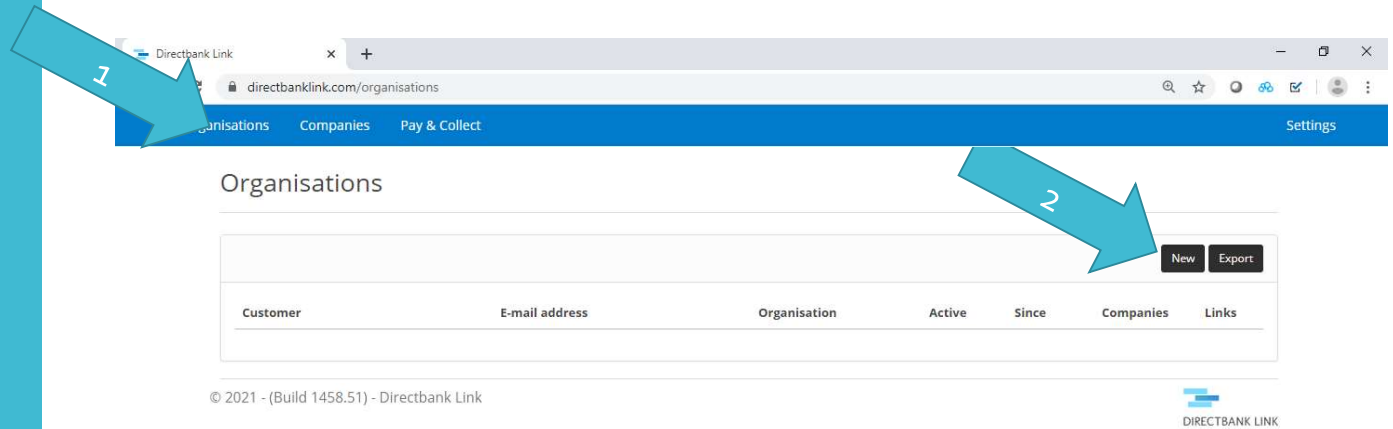 Directbank Link
1
directbanklink.com/organisations
ganisations Companies Pay & Collect Settings
Organisations
2
New Export
Customer E-mail address Organisation Active Since Companies Links
© 2021 - (Build 1458.51) - Directbank Link
DIRECTBANK LINK